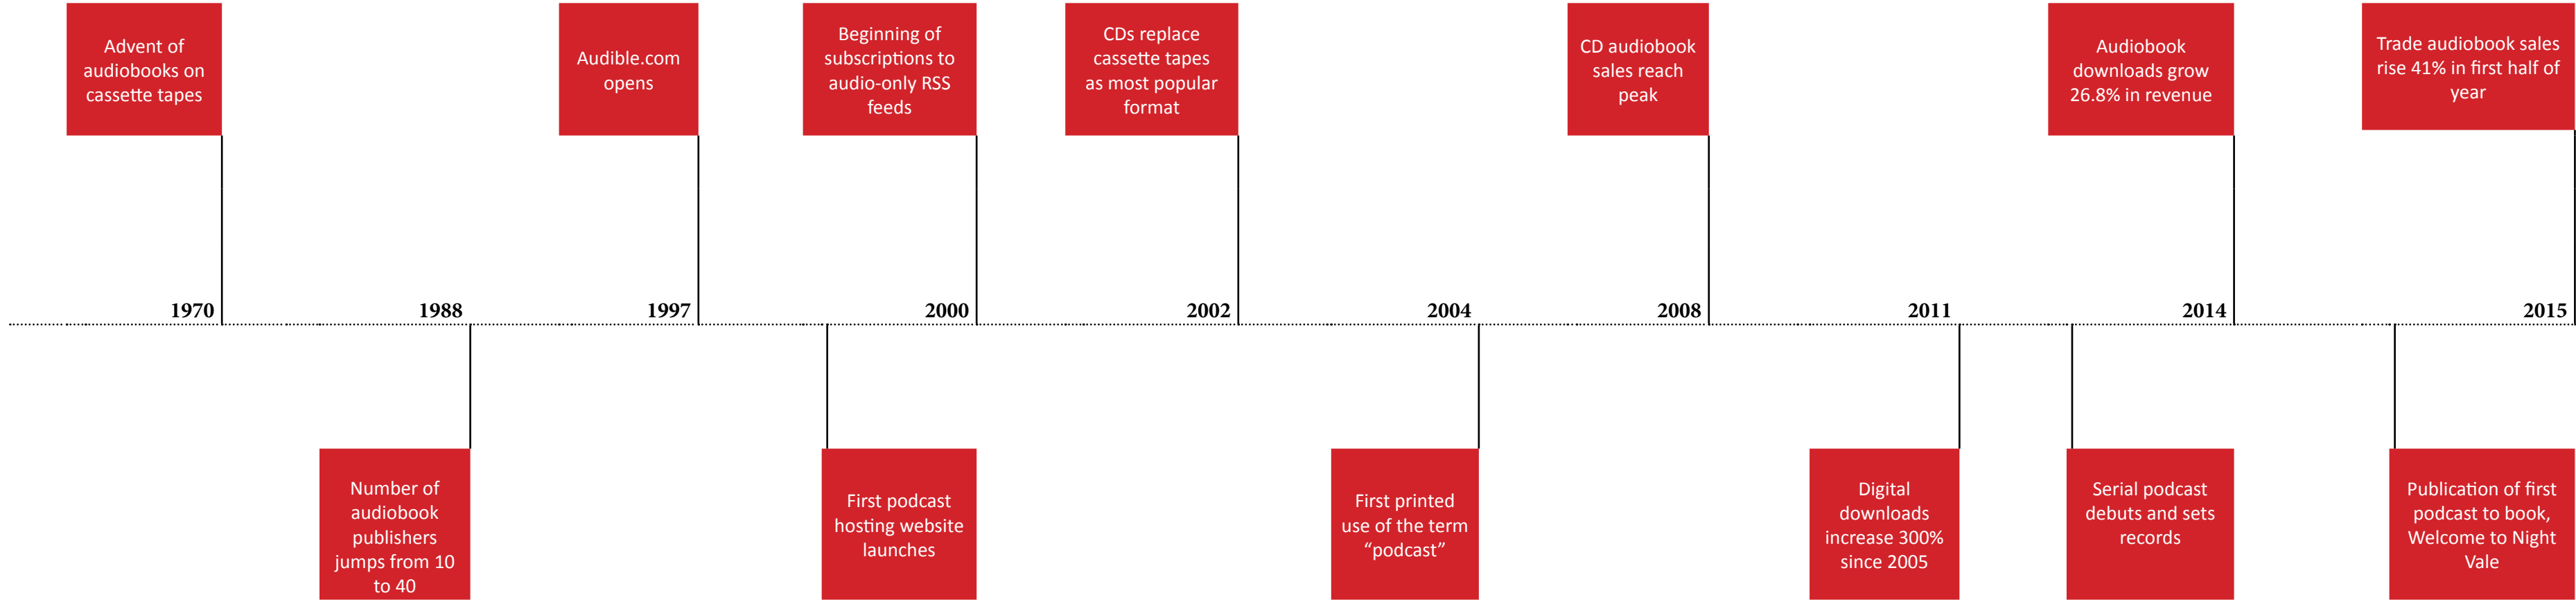 Advent of
audiobooks on
cassette tapes
Audible.com
opens
Beginning of
subscriptions to
audio-only RSS
feeds
CDs replace
cassette tapes
as most popular
format
CD audiobook
sales reach
peak
Audiobook
downloads grow
26.8% in revenue
Trade audiobook sales
rise 41% in first half of
year
1970
1988
1997
2000
2002
2004
2008
2011
2014
2015
Number of
audiobook
publishers
jumps from 10
to 40
First podcast
hosting website
launches
First printed
use of the term
“podcast”
Digital
downloads
increase 300%
since 2005
Serial podcast
debuts and sets
records
Publication of first
podcast to book,
Welcome to Night
Vale